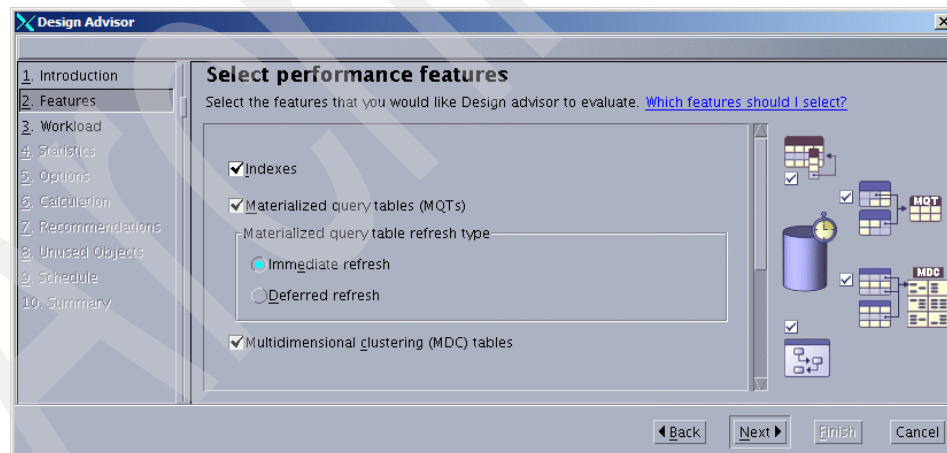 Design Advisor
1. Introduction
2. Features
3. Workload
4. Statistics
5. Options
6. Calculation
7. Recommendations
8. Unused Objects
9. Schedule
10. Summary
Select performance features
Select the features that you would like Design advisor to evaluate. Which features should I select?
Indexes
Materialized query tables (MQTs)
Materialized query table refresh type
Immediate refresh
Deferred refresh
Multidimensional clustering (MDC) tables
MQT
MDC
Back
Next
Finish
Cancel